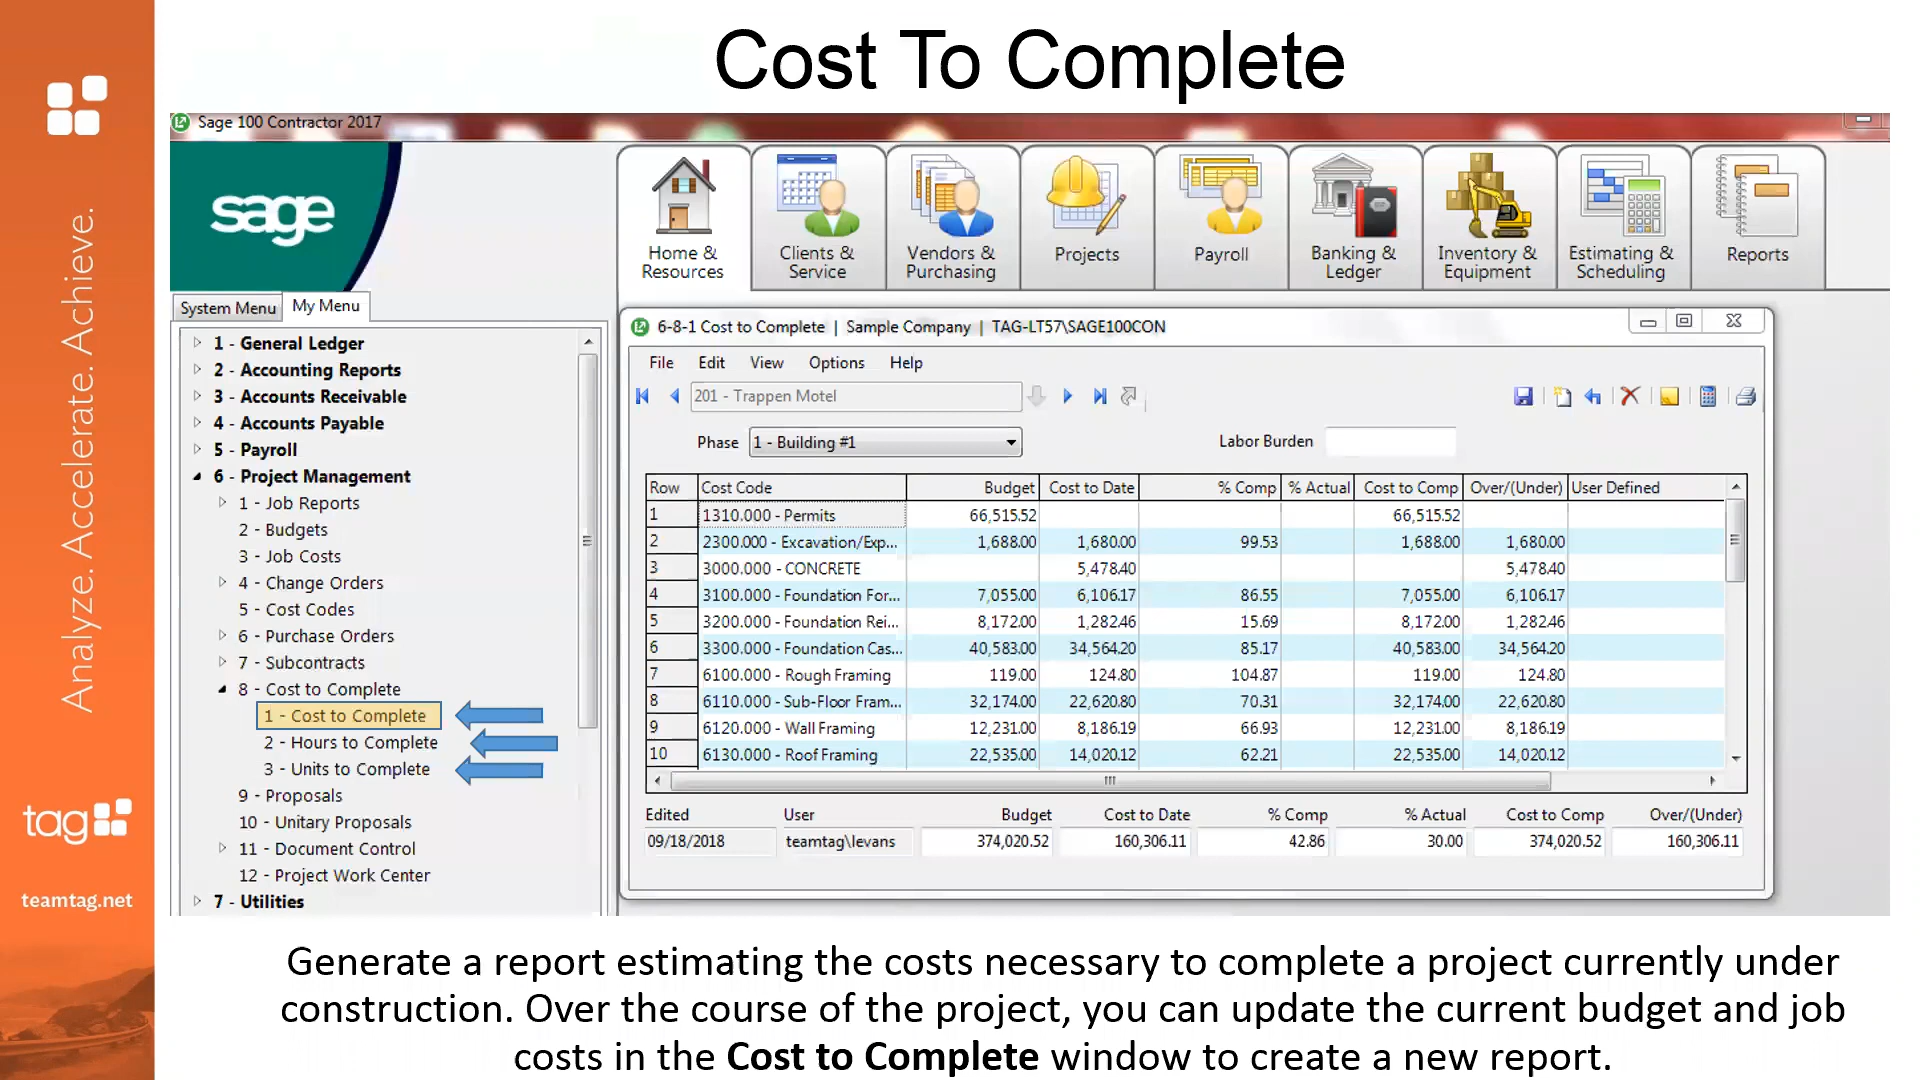 Cost To Complete
Analyze. Accelerate. Achieve.
tag
teamtag.net
Sage 100 Contractor 2017
sage
Home & Resources
Clients & Service
Vendors & Purchasing
Projects
Payroll
Banking & Ledger
Inventory & Equipment
Estimating & Scheduling
Reports
System Menu
My Menu
1 - General Ledger
2 - Accounting Reports
3 - Accounts Receivable
4 - Accounts Payable
5 - Payroll
6 - Project Management
1 - Job Reports
2 - Budgets
3 - Job Costs
4 - Change Orders
5 - Cost Codes
6 - Purchase Orders
7 - Subcontracts
8 - Cost to Complete
1 - Cost to Complete
2 - Hours to Complete
3 - Units to Complete
9 - Proposals
10 - Unitary Proposals
11 - Document Control
12 - Project Work Center
7 - Utilities
6-8-1 Cost to Complete | Sample Company | TAG-LT57\SAGE100CON
File Edit View Options Help
201 - Trappen Motel
Phase 1 - Building #1 Labor Burden
Row Cost Code Budget Cost to Date % Comp % Actual Cost to Comp Over/(Under) User Defined
1 1310.000 - Permits 66,515.52 66,515.52
2 2300.000 - Excavation/Exp... 1,688.00 1,680.00 99.53 1,688.00 1,680.00
3 3000.000 - CONCRETE 5,478.40 5,478.40
4 3100.000 - Foundation For... 7,055.00 6,106.17 86.55 7,055.00 6,106.17
5 3200.000 - Foundation Rei... 8,172.00 1,282.46 15.69 8,172.00 1,282.46
6 3300.000 - Foundation Cas... 40,583.00 34,564.20 85.17 40,583.00 34,564.20
7 6100.000 - Rough Framing 119.00 124.80 104.87 119.00 124.80
8 6110.000 - Sub-Floor Fram... 32,174.00 22,620.80 70.31 32,174.00 22,620.80
9 6120.000 - Wall Framing 12,231.00 8,186.19 66.93 12,231.00 8,186.19
10 6130.000 - Roof Framing 22,535.00 14,020.12 62.21 22,535.00 14,020.12
Edited User Budget Cost to Date % Comp % Actual Cost to Comp Over/(Under)
09/18/2018 teamtag\levans 374,020.52 160,306.11 42.86 30.00 374,020.52 160,306.11
Generate a report estimating the costs necessary to complete a project currently under
construction. Over the course of the project, you can update the current budget and job
costs in the Cost to Complete window to create a new report.